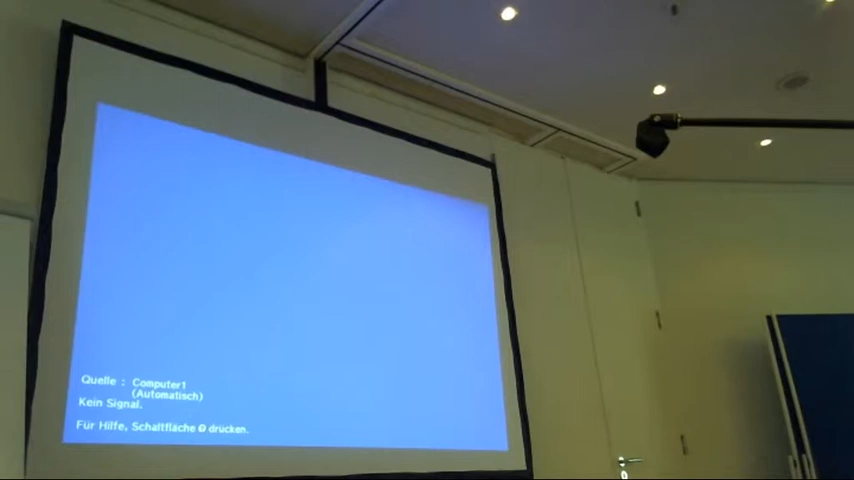 Quelle : Computer1
(Automatisch)
Kein Signal.
Für Hilfe, Schaltfläche ? drücken.